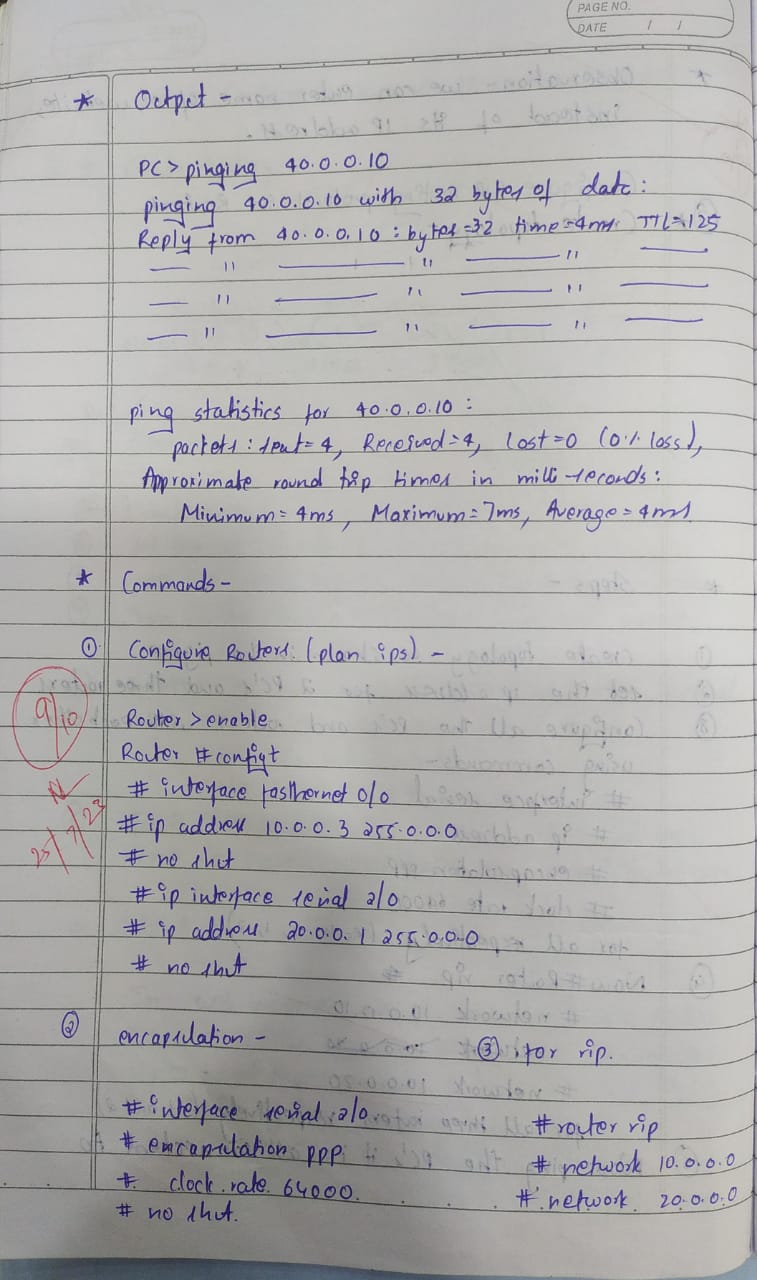 PAGE NO.
DATE / /
* Output -
PC > pinging 40.0.0.10
pinging 40.0.0.10 with 32 bytes of data:
Reply from 40.0.0.10 : bytes=32 time=4ms TTL=125
— " — " — " —
— " — " — " —
— " — " — " —
ping statistics for 40.0.0.10 :
packets : sent = 4, Received = 4, Lost = 0 (0% loss),
Approximate round trip times in milli-seconds:
Minimum = 4ms, Maximum = 7ms, Average = 4ms
* Commands -
① Configure Routers. (plan ips) -
9/10
Router > enable
Router # config t
# interface fasthernet 0/0
25/7/23
# ip address 10.0.0.3 255.0.0.0
# no shut
# ip interface serial 2/0
# ip address 20.0.0.1 255.0.0.0
# no shut
② encapsulation -
# interface serial 2/0
# encapsulation ppp
# clock rate 64000
# no shut.
③ for rip.
# router rip
# network 10.0.0.0
# network 20.0.0.0